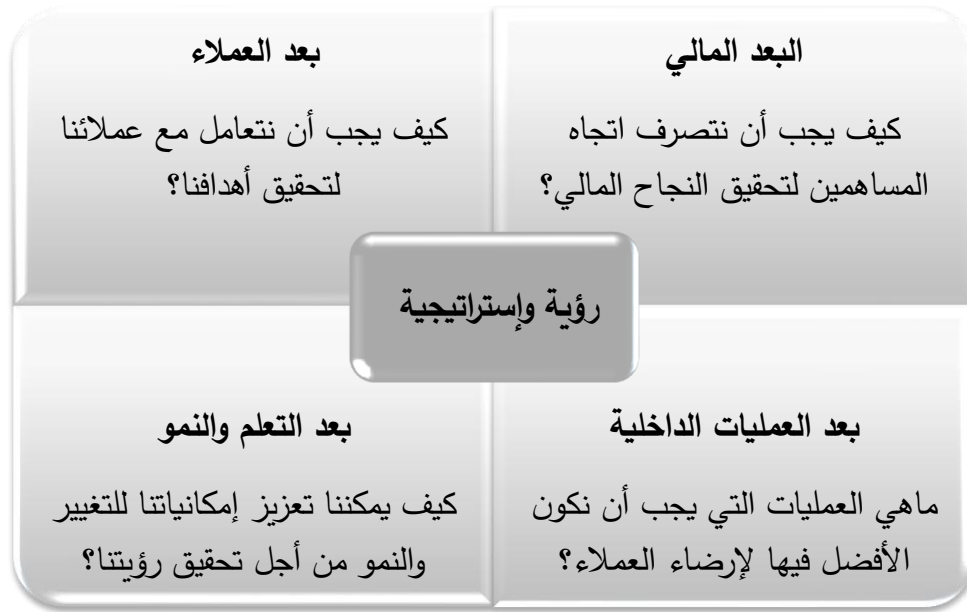 البعد المالي
كيف يجب أن نتصرف اتجاه
المساهمين لتحقيق النجاح المالي؟
بعد العملاء
كيف يجب أن نتعامل مع عملائنا
لتحقيق أهدافنا؟
رؤية وإستراتيجية
بعد العمليات الداخلية
ماهي العمليات التي يجب أن نكون
الأفضل فيها لإرضاء العملاء؟
بعد التعلم والنمو
كيف يمكننا تعزيز إمكانياتنا للتغيير
والنمو من أجل تحقيق رؤيتنا؟